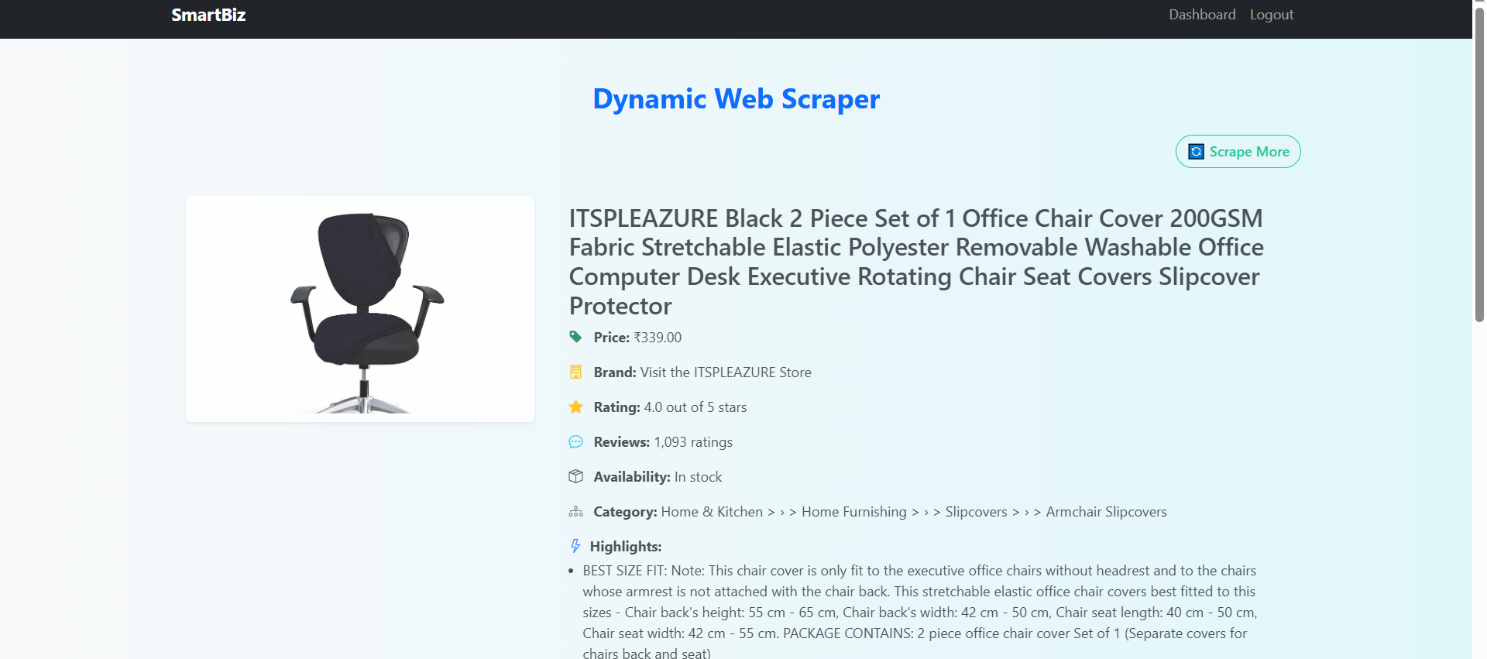 SmartBiz
Dashboard Logout
Dynamic Web Scraper
Scrape More
ITSPLEAZURE Black 2 Piece Set of 1 Office Chair Cover 200GSM
Fabric Stretchable Elastic Polyester Removable Washable Office
Computer Desk Executive Rotating Chair Seat Covers Slipcover
Protector
Price: ₹339.00
Brand: Visit the ITSPLEAZURE Store
Rating: 4.0 out of 5 stars
Reviews: 1,093 ratings
Availability: In stock
Category: Home & Kitchen > › > Home Furnishing > › > Slipcovers > › > Armchair Slipcovers
Highlights:
• BEST SIZE FIT: Note: This chair cover is only fit to the executive office chairs without headrest and to the chairs
whose armrest is not attached with the chair back. This stretchable elastic office chair covers best fitted to this
sizes - Chair back's height: 55 cm - 65 cm, Chair back's width: 42 cm - 50 cm, Chair seat length: 40 cm - 50 cm,
Chair seat width: 42 cm - 55 cm. PACKAGE CONTAINS: 2 piece office chair cover Set of 1 (Separate covers for
chairs back and seat)